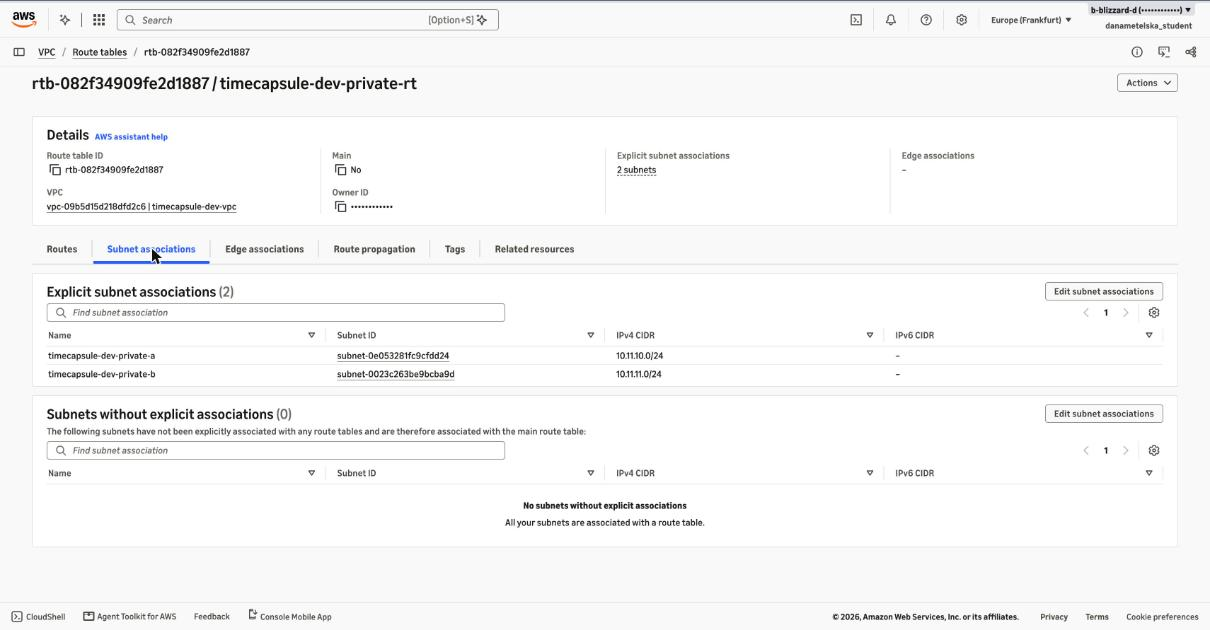 aws
Search [Option+S]
Europe (Frankfurt) ▼
b-blizzard-d (············) ▼
danametelska_student
VPC / Route tables / rtb-082f34909fe2d1887
rtb-082f34909fe2d1887 / timecapsule-dev-private-rt
Actions
Details AWS assistant help
Route table ID
rtb-082f34909fe2d1887
Main
No
Explicit subnet associations
2 subnets
Edge associations
–
VPC
vpc-09b5d15d218dfd2c6 | timecapsule-dev-vpc
Owner ID
············
Routes Subnet associations Edge associations Route propagation Tags Related resources
Explicit subnet associations (2)
Edit subnet associations
Find subnet association
1
Name Subnet ID IPv4 CIDR IPv6 CIDR
timecapsule-dev-private-a subnet-0e053281fc9cfdd24 10.11.10.0/24 –
timecapsule-dev-private-b subnet-0023c263be9bcba9d 10.11.11.0/24 –
Subnets without explicit associations (0)
Edit subnet associations
The following subnets have not been explicitly associated with any route tables and are therefore associated with the main route table:
Find subnet association
1
Name Subnet ID IPv4 CIDR IPv6 CIDR
No subnets without explicit associations
All your subnets are associated with a route table.
CloudShell Agent Toolkit for AWS Feedback Console Mobile App
© 2026, Amazon Web Services, Inc. or its affiliates. Privacy Terms Cookie preferences